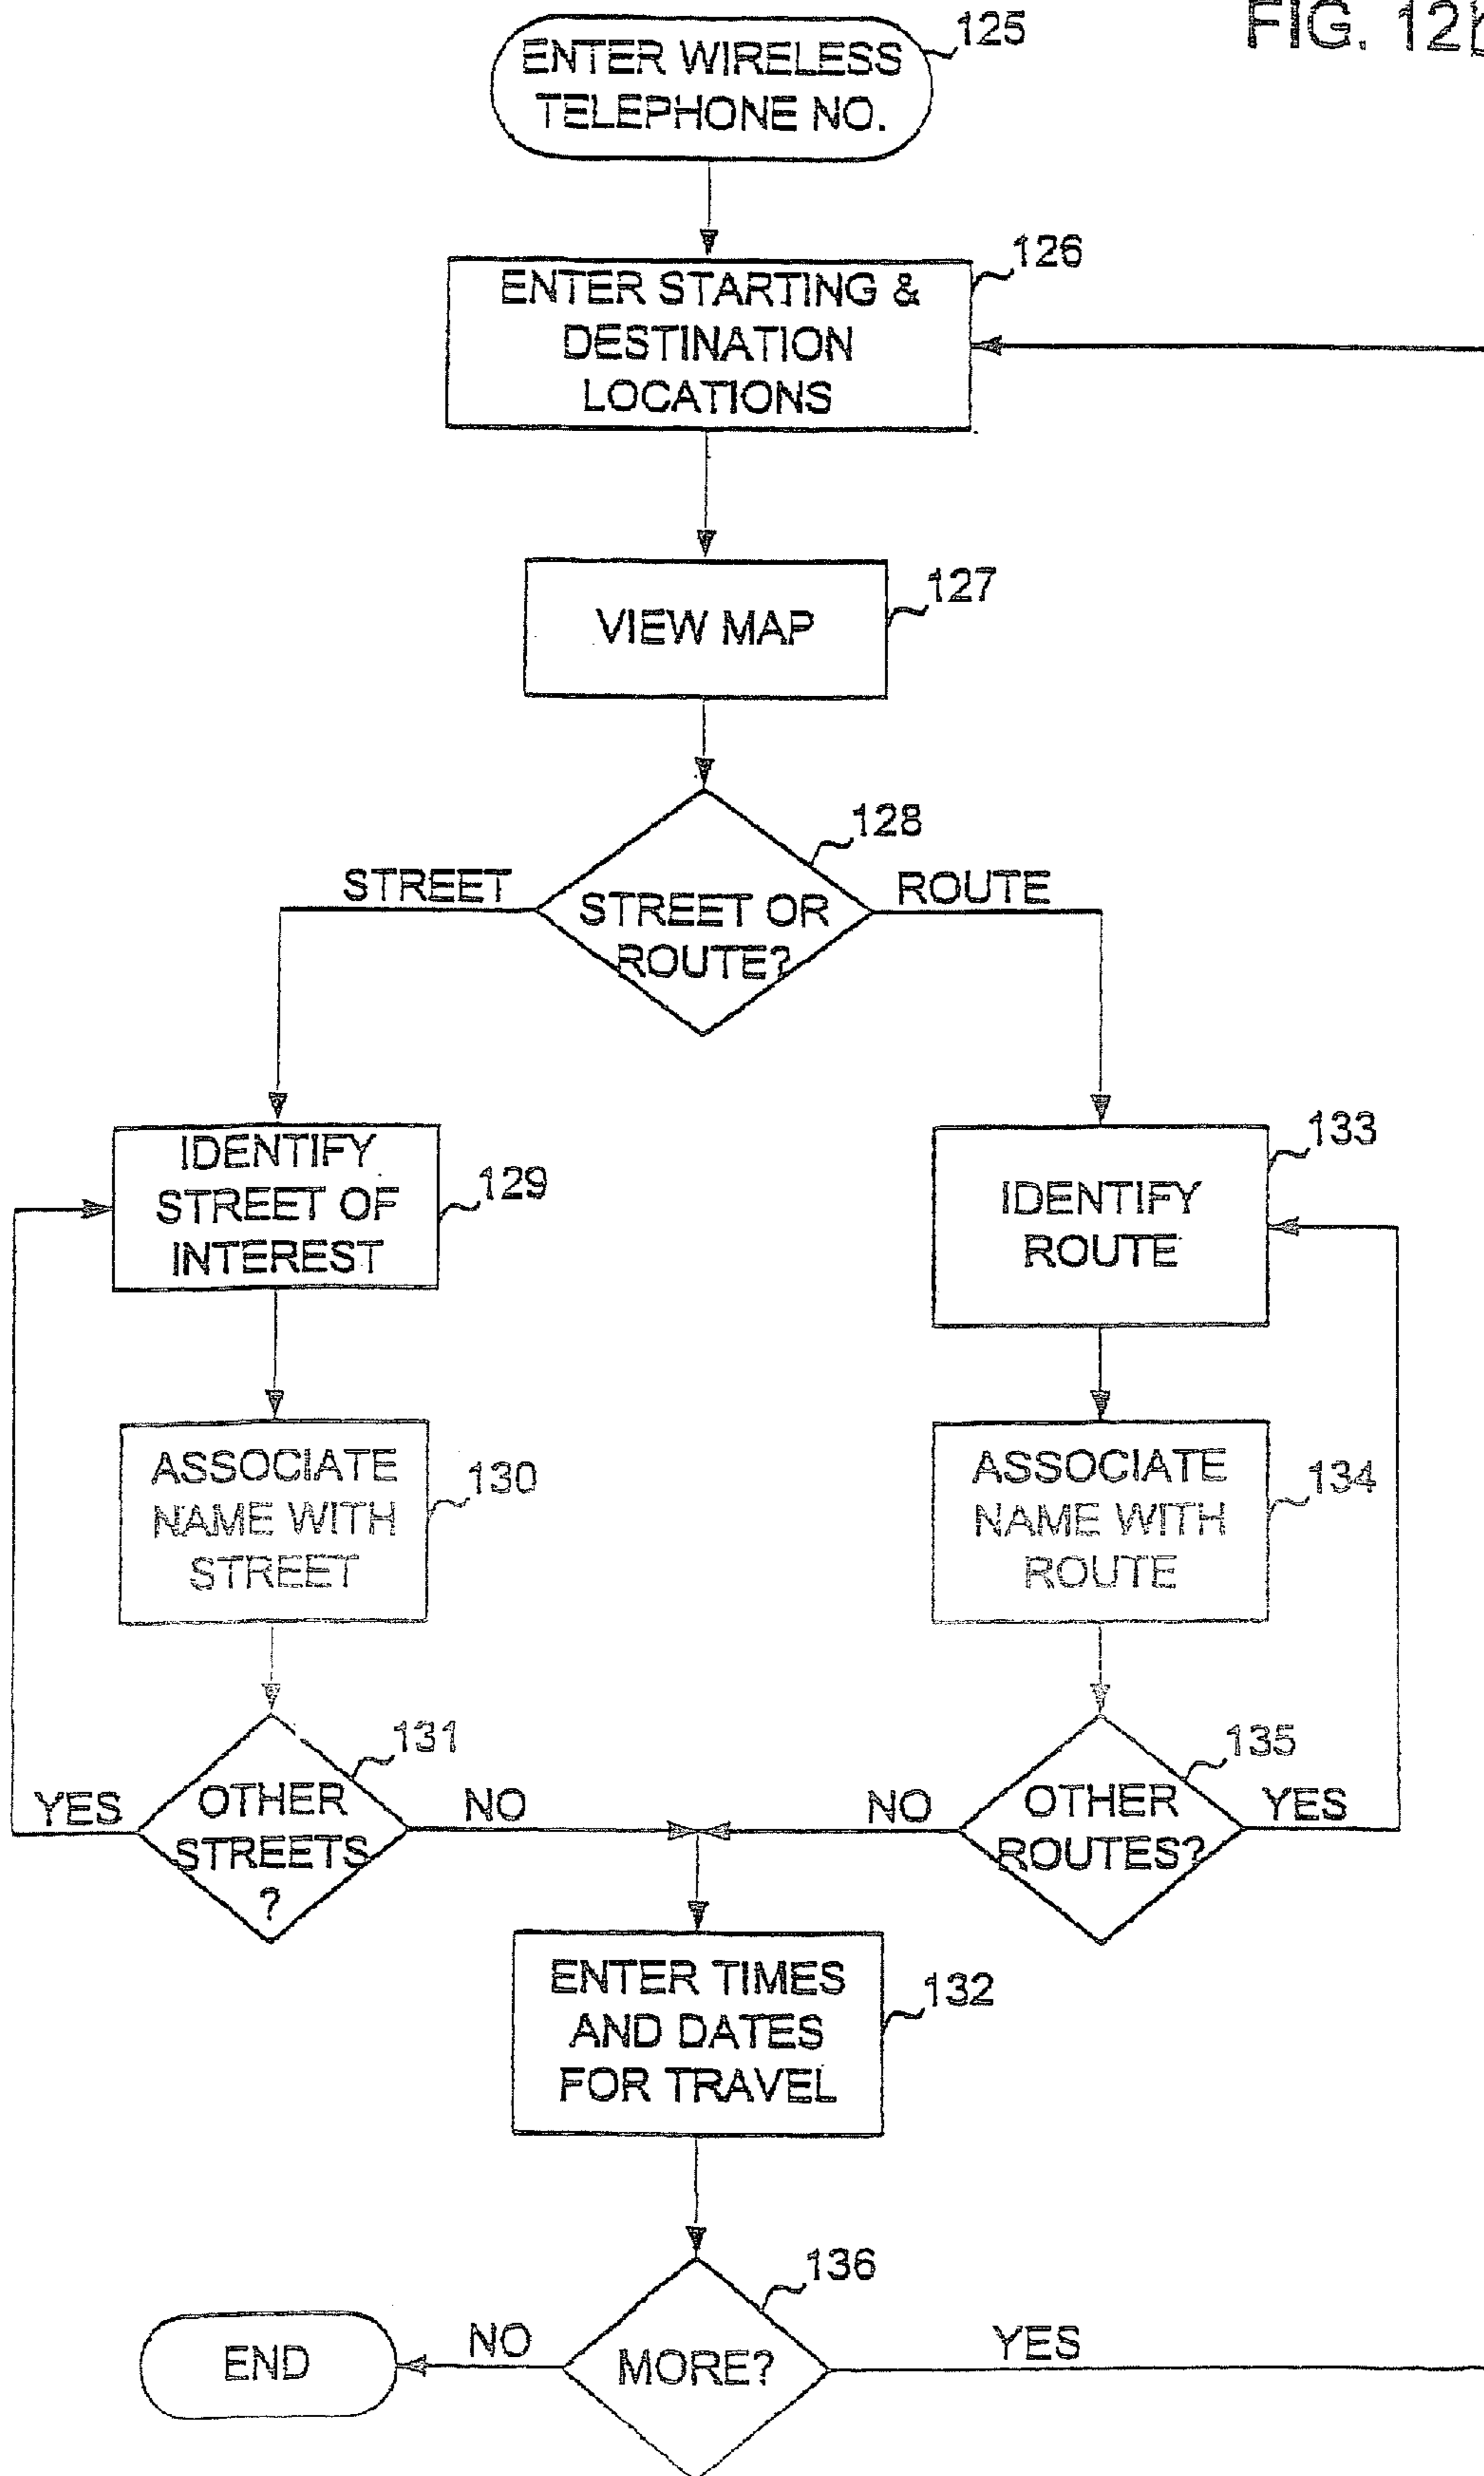 FIG. 12b
125
ENTER WIRELESS
TELEPHONE NO.
126
ENTER STARTING &
DESTINATION
LOCATIONS
127
VIEW MAP
128
STREET
STREET OR
ROUTE?
ROUTE
IDENTIFY
STREET OF
INTEREST
129
133
IDENTIFY
ROUTE
ASSOCIATE
NAME WITH
STREET
130
ASSOCIATE
NAME WITH
ROUTE
134
131
YES
OTHER
STREETS
?
NO
135
NO
OTHER
ROUTES?
YES
ENTER TIMES
AND DATES
FOR TRAVEL
132
136
END
NO
MORE?
YES